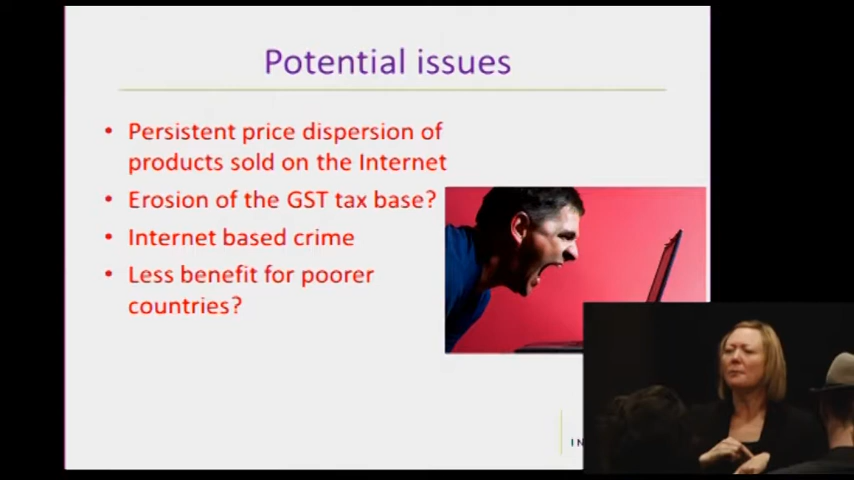 Potential issues
• Persistent price dispersion of
products sold on the Internet
• Erosion of the GST tax base?
• Internet based crime
• Less benefit for poorer
countries?